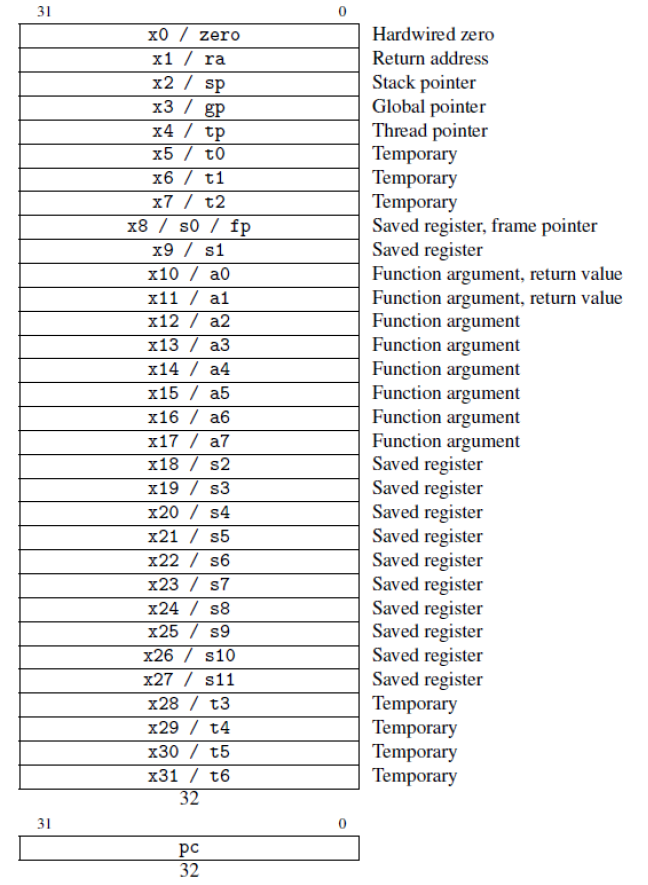 31 0
x0 / zero Hardwired zero
x1 / ra Return address
x2 / sp Stack pointer
x3 / gp Global pointer
x4 / tp Thread pointer
x5 / t0 Temporary
x6 / t1 Temporary
x7 / t2 Temporary
x8 / s0 / fp Saved register, frame pointer
x9 / s1 Saved register
x10 / a0 Function argument, return value
x11 / a1 Function argument, return value
x12 / a2 Function argument
x13 / a3 Function argument
x14 / a4 Function argument
x15 / a5 Function argument
x16 / a6 Function argument
x17 / a7 Function argument
x18 / s2 Saved register
x19 / s3 Saved register
x20 / s4 Saved register
x21 / s5 Saved register
x22 / s6 Saved register
x23 / s7 Saved register
x24 / s8 Saved register
x25 / s9 Saved register
x26 / s10 Saved register
x27 / s11 Saved register
x28 / t3 Temporary
x29 / t4 Temporary
x30 / t5 Temporary
x31 / t6 Temporary
32
31 0
pc
32